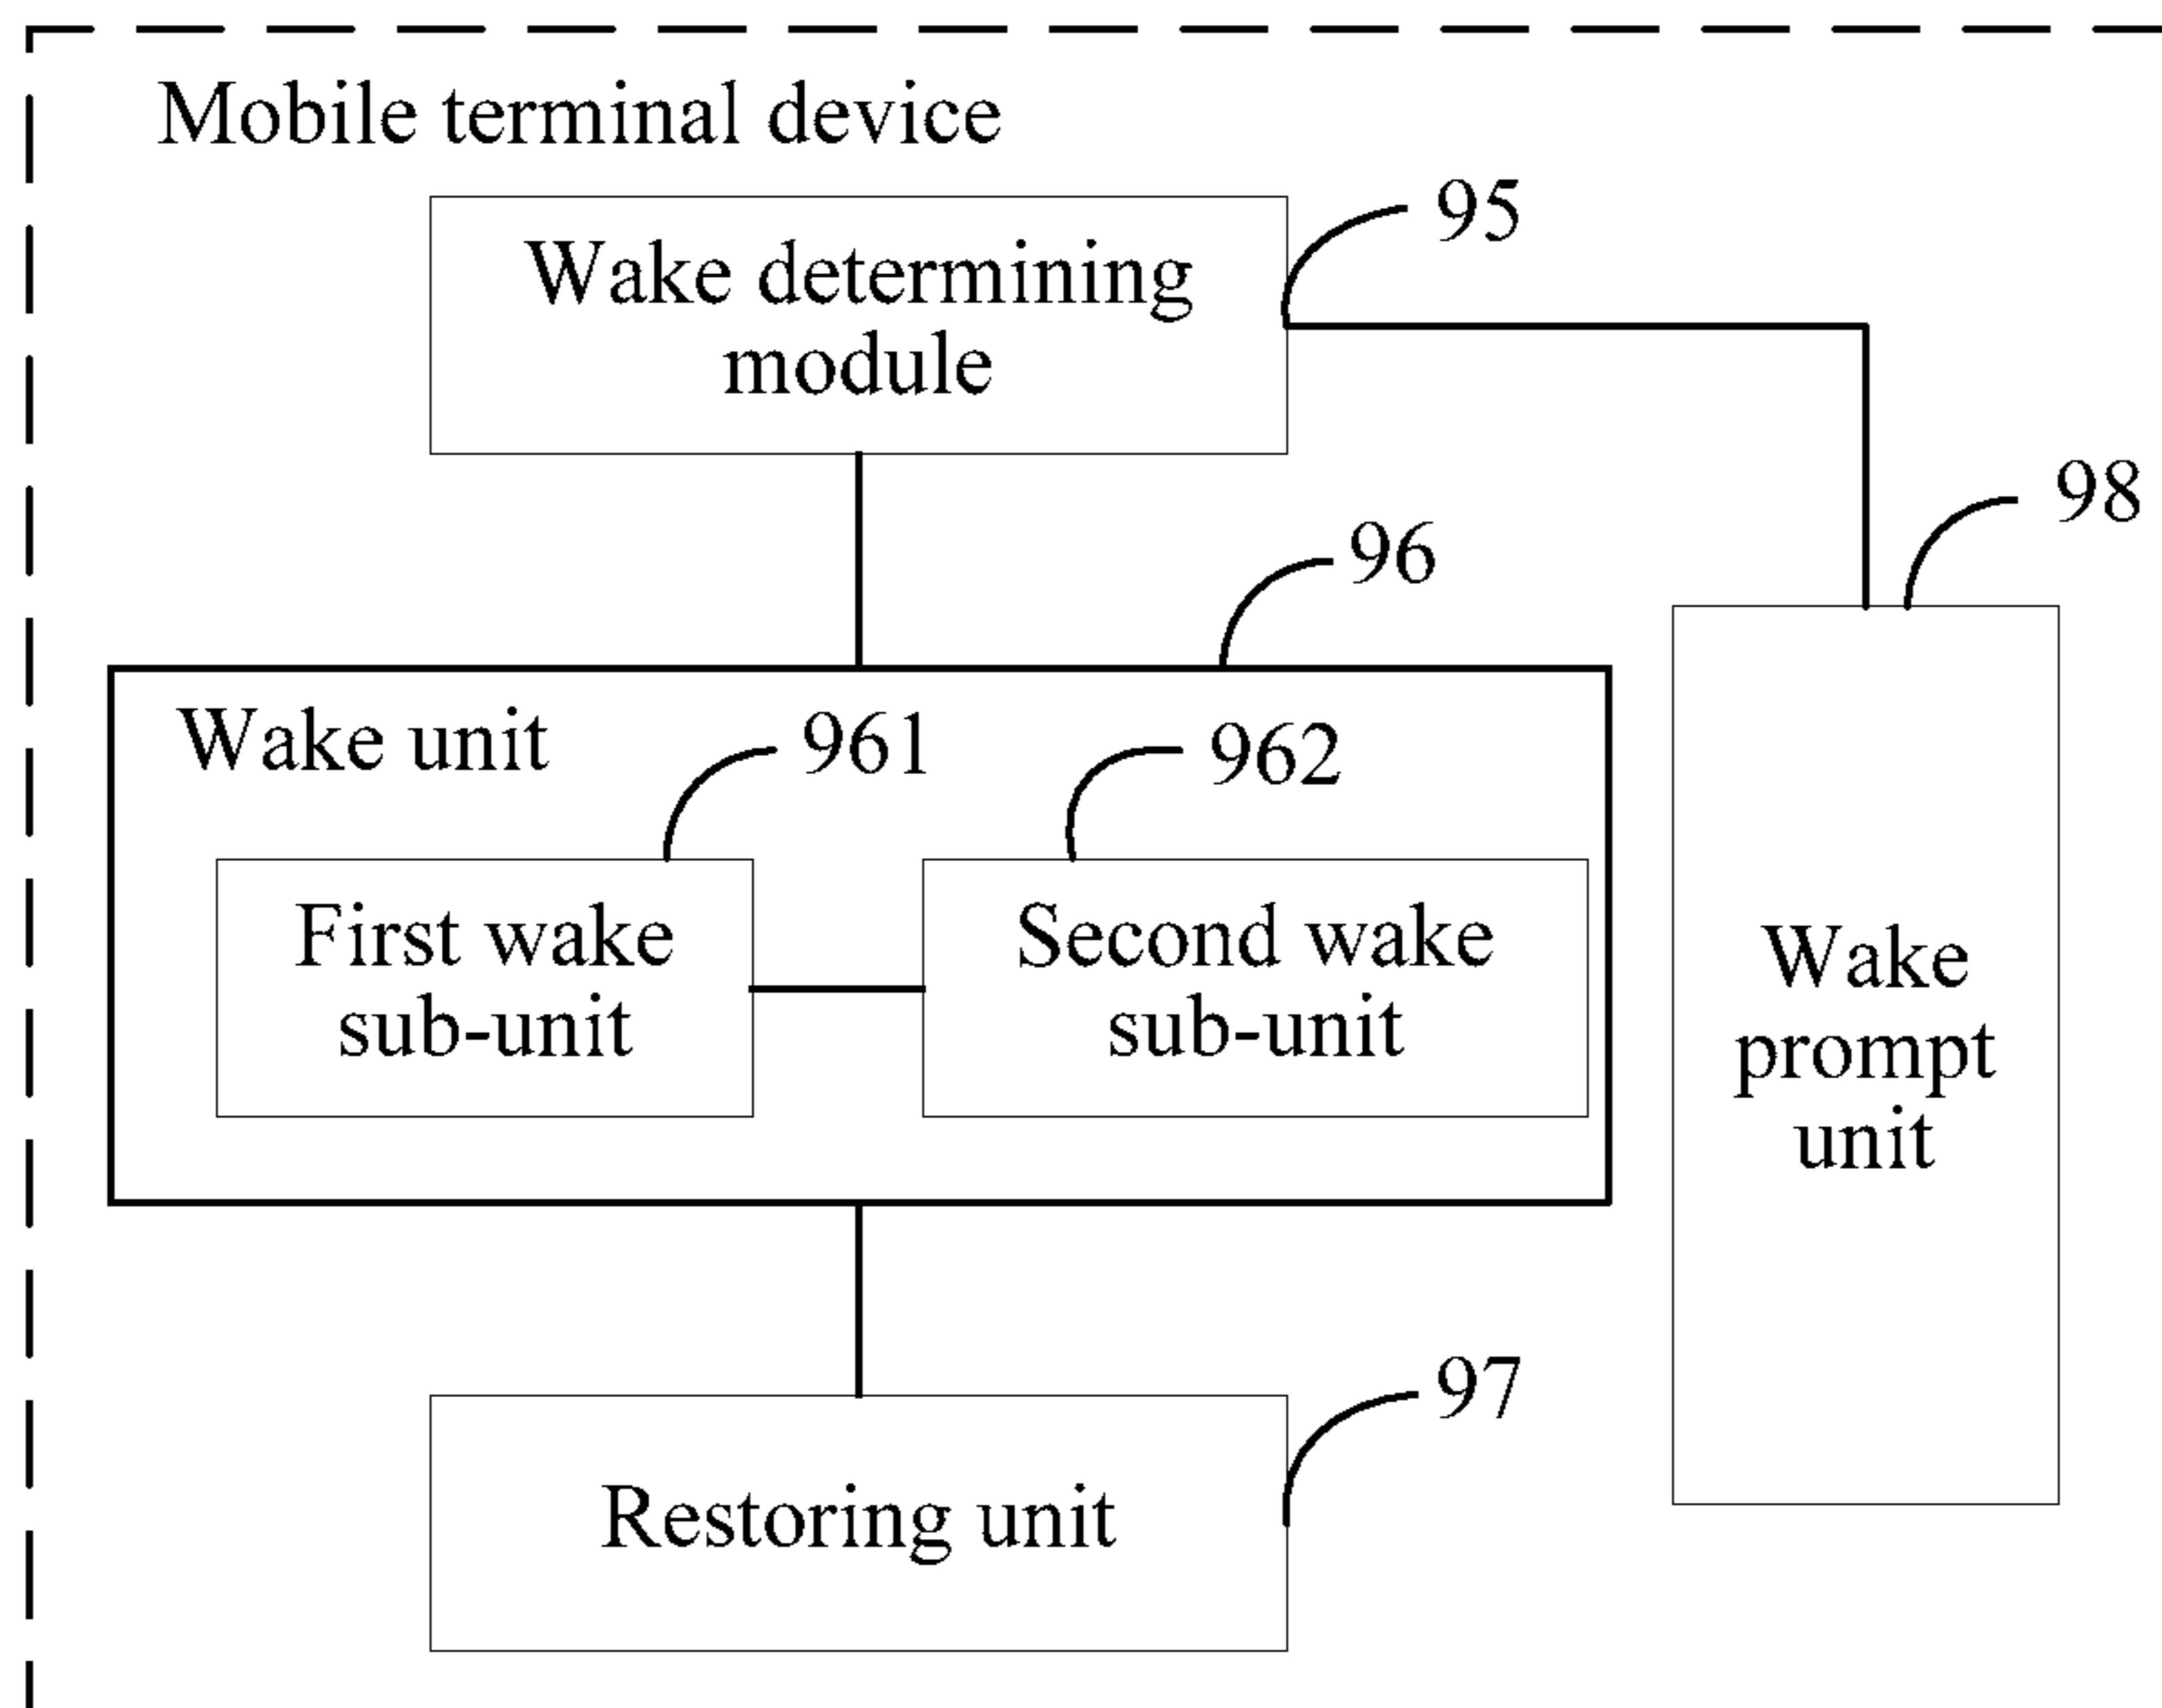 Mobile terminal device
95
Wake determining
module
98
96
Wake unit
961
962
First wake
sub-unit
Second wake
sub-unit
Wake
prompt
unit
97
Restoring unit